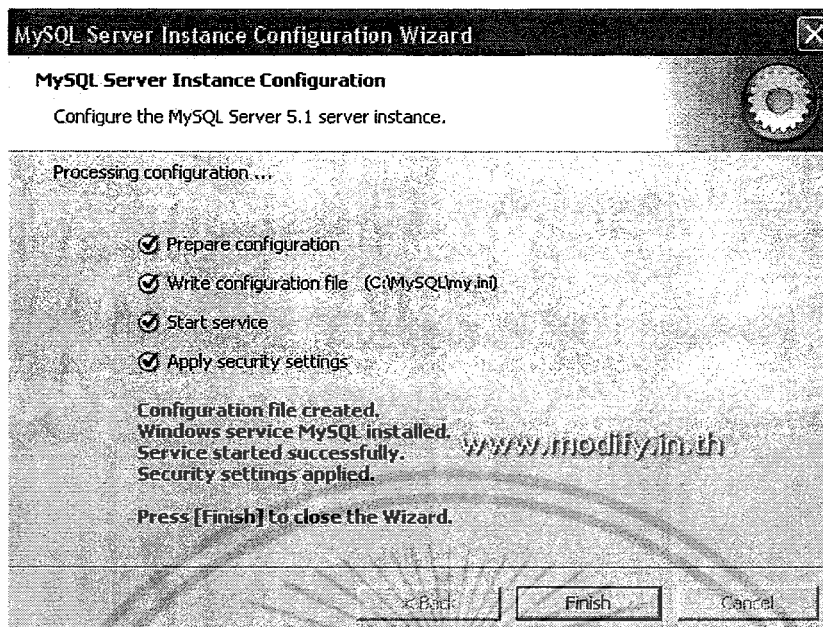 MySQL Server Instance Configuration Wizard
MySQL Server Instance Configuration
Configure the MySQL Server 5.1 server instance.
Processing configuration ...
Prepare configuration
Write configuration file (C:\MySQL\my.ini)
Start service
Apply security settings
Configuration file created.
Windows service MySQL installed.
Service started successfully.
Security settings applied.
www.modify.in.th
Press [Finish] to close the Wizard.
< Back
Finish
Cancel